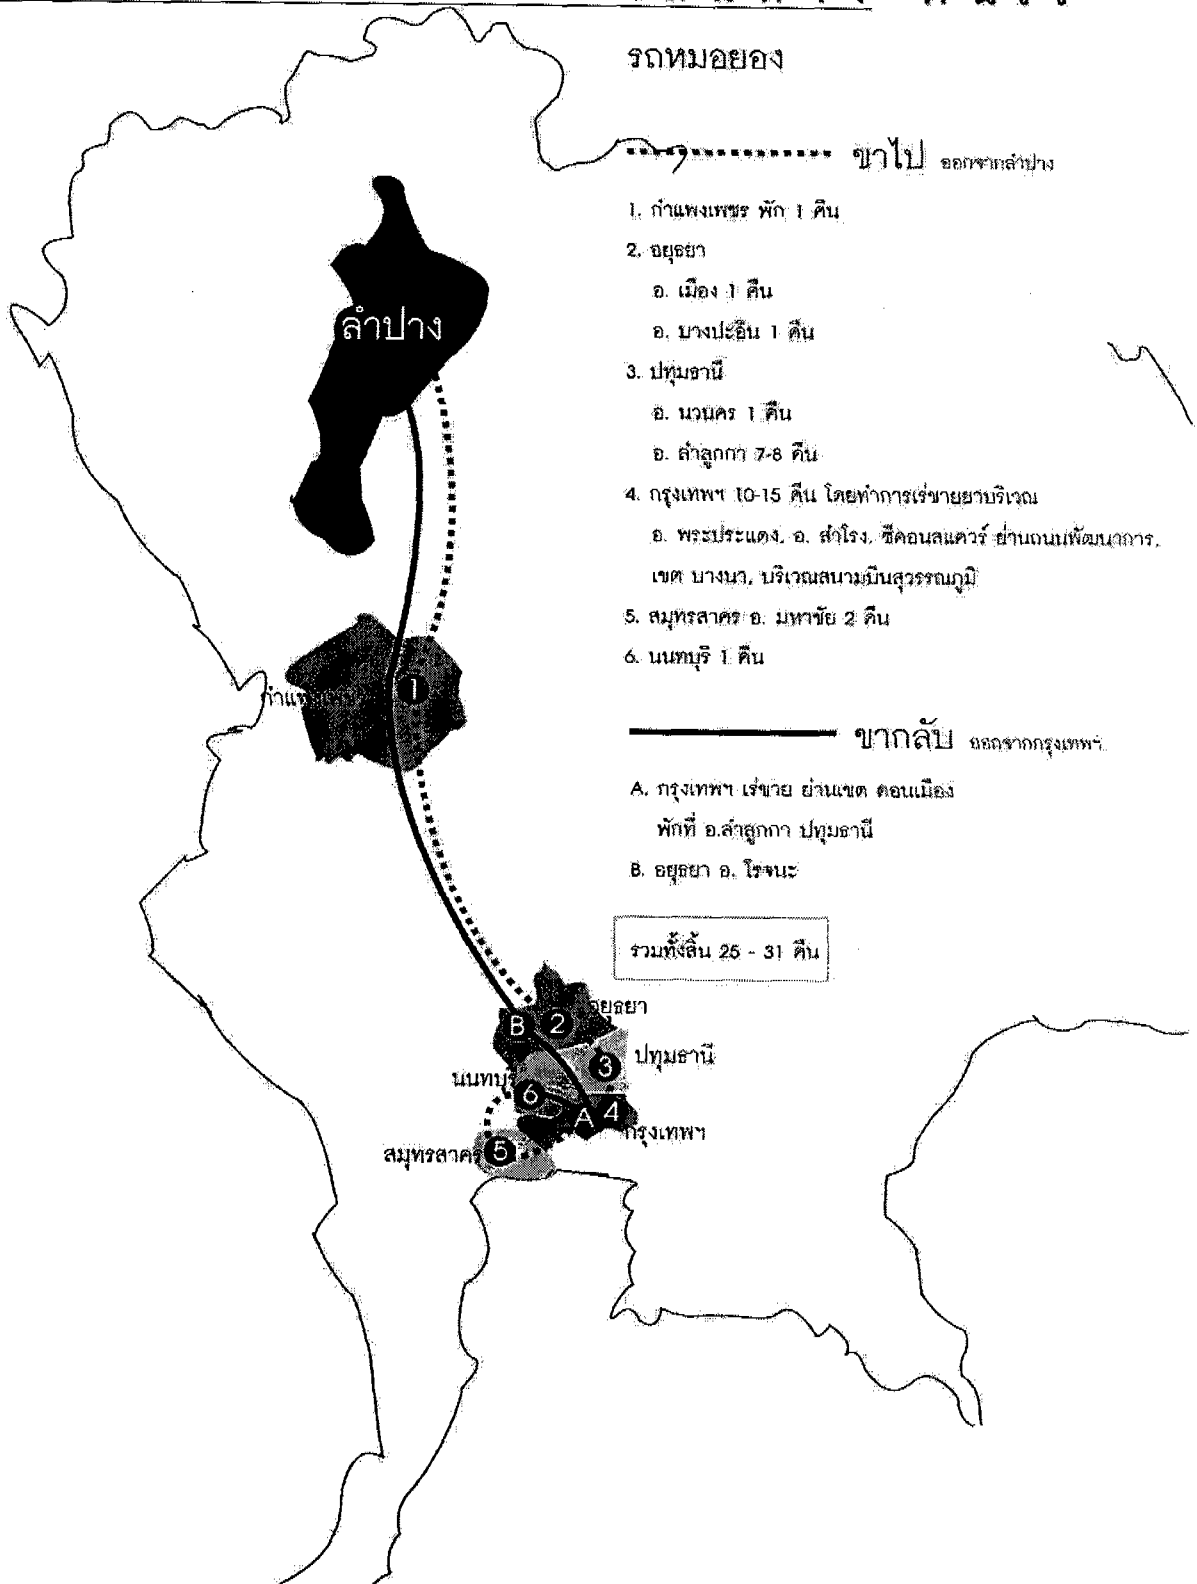 รถหมอยอง
ขาไป ออกจากลำปาง
1. กำแพงเพชร พัก 1 คืน
2. อยุธยา
อ. เมือง 1 คืน
อ. บางปะอิน 1 คืน
3. ปทุมธานี
อ. นวนคร 1 คืน
อ. ลำลูกกา 7-8 คืน
4. กรุงเทพฯ 10-15 คืน โดยทำการเร่ขายยาบริเวณ
อ. พระประแดง, อ. สำโรง, ซีคอนสแควร์ ย่านถนนพัฒนาการ,
เขต บางนา, บริเวณสนามบินสุวรรณภูมิ
5. สมุทรสาคร อ. มหาชัย 2 คืน
6. นนทบุรี 1 คืน
ขากลับ ออกจากกรุงเทพฯ
A. กรุงเทพฯ เร่ขาย ย่านเขต ดอนเมือง
พักที่ อ.ลำลูกกา ปทุมธานี
B. อยุธยา อ. โรจนะ
รวมทั้งสิ้น 25 - 31 คืน
ลำปาง
1
อยุธยา
B 2
ปทุมธานี
3
นนทบุรี
6
A 4
กรุงเทพฯ
สมุทรสาคร 5